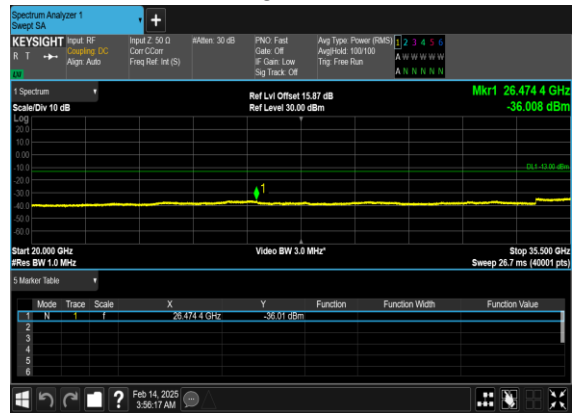 Spectrum Analyzer 1
Swept SA
+
KEYSIGHT Input: RF Input Z: 50 Ω #Atten: 30 dB PNO: Fast Avg Type: Power (RMS) 1 2 3 4 5 6
R T Coupling: DC Corr CCorr Gate: Off Avg|Hold: 100/100 A W W W W W
Align: Auto Freq Ref: Int (S) IF Gain: Low Trig: Free Run
Sig Track: Off A N N N N N
1 Spectrum
Scale/Div 10 dB
Ref Lvl Offset 15.87 dB
Ref Level 30.00 dBm
Mkr1 26.474 4 GHz
-36.008 dBm
Log
20.0
10.0
0.00
-10.0
DL1 -13.00 dBm
-20.0
1
-30.0
-40.0
-50.0
-60.0
Start 20.000 GHz Video BW 3.0 MHz* Stop 35.500 GHz
#Res BW 1.0 MHz Sweep 26.7 ms (40001 pts)
5 Marker Table
Mode Trace Scale X Y Function Function Width Function Value
1 N 1 f 26.474 4 GHz -36.01 dBm
2
3
4
5
6
? Feb 14, 2025
3:56:17 AM